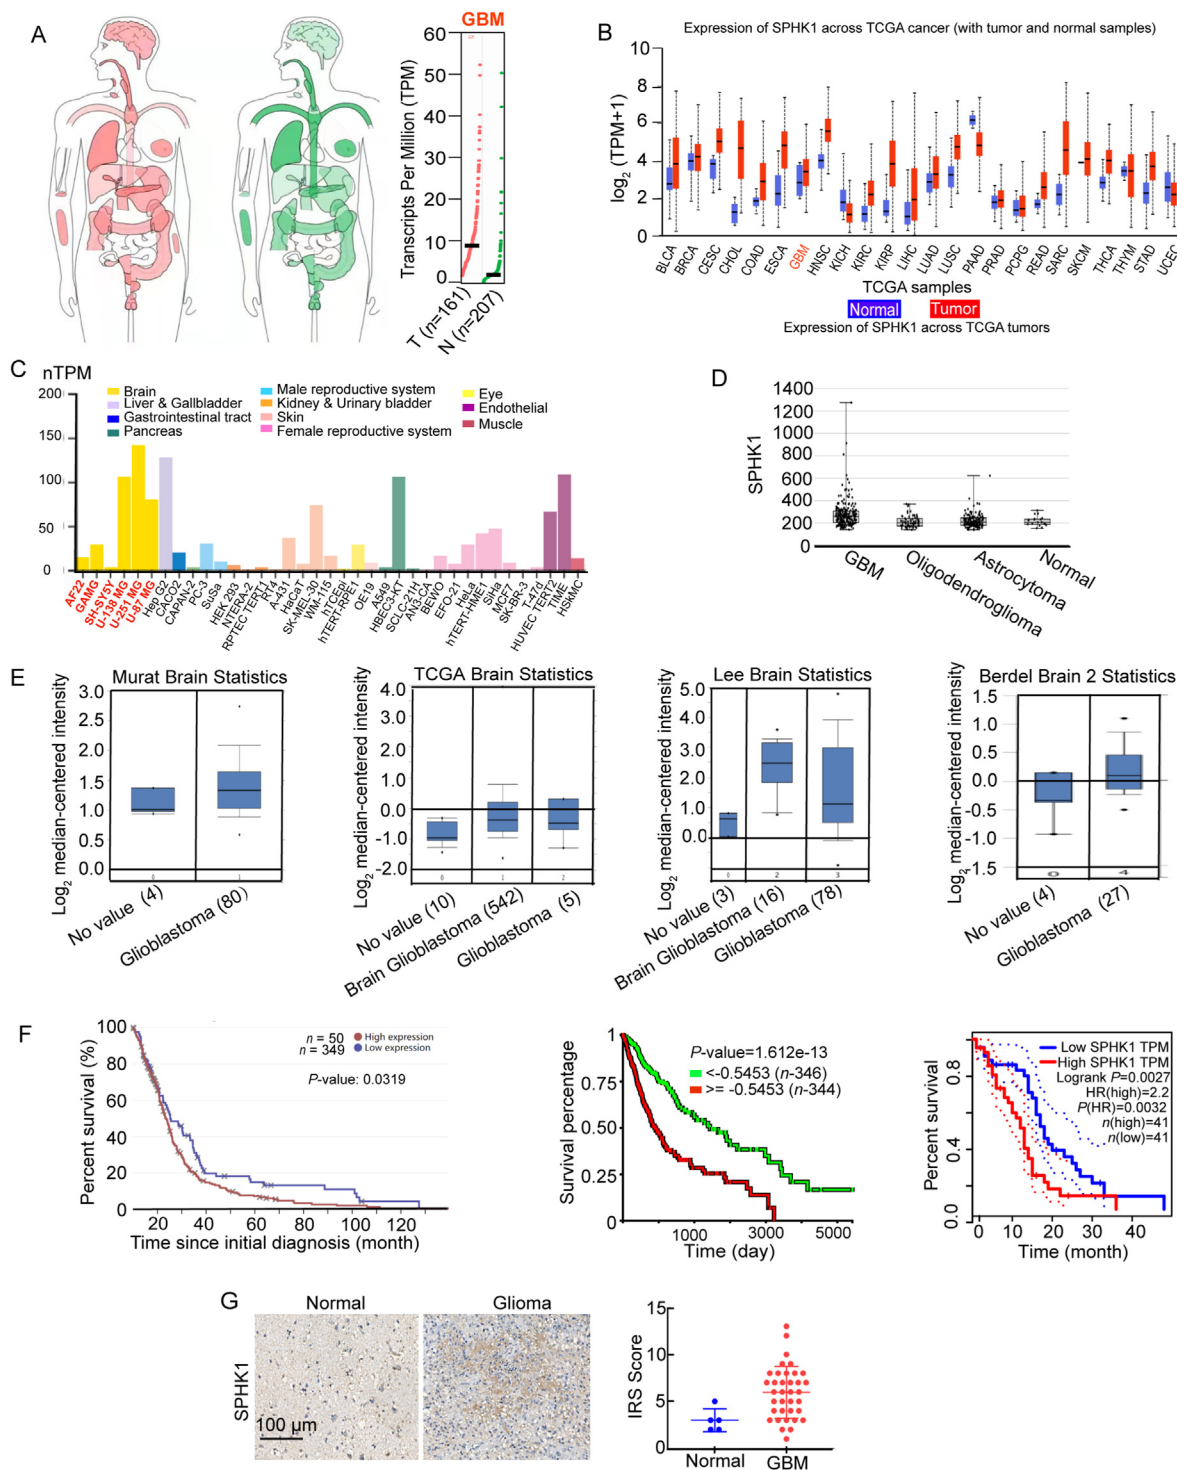 A
GBM
Transcripts Per Million (TPM)
60
50
40
30
20
10
0
T (n=161)
N (n=207)
B
Expression of SPHK1 across TCGA cancer (with tumor and normal samples)
log2 (TPM+1)
8
6
4
2
0
BLCA
BRCA
CESC
CHOL
COAD
ESCA
GBM
HNSC
KICH
KIRC
KIRP
LIHC
LUAD
LUSC
PAAD
PRAD
PCPG
READ
SARC
SKCM
THCA
THYM
STAD
UCEC
TCGA samples
Normal
Tumor
Expression of SPHK1 across TCGA tumors
C
nTPM
200
150
100
50
0
Brain
Liver & Gallbladder
Gastrointestinal tract
Pancreas
Male reproductive system
Kidney & Urinary bladder
Skin
Female reproductive system
Eye
Endothelial
Muscle
AF22
GAMG
SH-SY5Y
U-138 MG
U-251 MG
U-87 MG
Hep G2
CACO2
CAPAN-2
PC-3
SuSa
HEK 293
NTERA-2
RPTEC TERT1
RT4
A-431
HaCaT
SK-MEL-30
WM-115
hTCEpi
hTERT-RPE1
OE19
A549
HBEC3-KT
SCLC-21H
AN3-CA
BEWO
EFO-21
HeLa
hTERT-HME1
SiHa
MCF7
SK-BR-3
T-47d
HUVEC TERT2
TIME
HSkMC
D
SPHK1
1400
1200
1000
800
600
400
200
0
GBM
Oligodendroglioma
Astrocytoma
Normal
E
Murat Brain Statistics
Log2 median-centered intensity
3.0
2.5
2.0
1.5
1.0
0.0
0
1
No value (4)
Glioblastoma (80)
TCGA Brain Statistics
Log2 median-centered intensity
4.0
3.0
2.0
1.0
0.0
-1.0
-2.0
0
1
2
No value (10)
Brain Glioblastoma (542)
Glioblastoma (5)
Lee Brain Statistics
Log2 median-centered intensity
5.0
4.0
3.0
2.0
1.0
0.0
0
2
3
No value (3)
Brain Glioblastoma (16)
Glioblastoma (78)
Berdel Brain 2 Statistics
Log2 median-centered intensity
1.5
1.0
0.5
0.0
-0.5
-1.0
-1.5
0
4
No value (4)
Glioblastoma (27)
F
Percent survival (%)
100
80
60
40
20
0
n = 50 High expression
n = 349 Low expression
P-value: 0.0319
20 40 60 80 100 120
Time since initial diagnosis (month)
Survival percentage
1
0.75
0.50
0.25
0
P-value=1.612e-13
<-0.5453 (n-346)
>= -0.5453 (n-344)
1000 3000 5000
Time (day)
Percent survival
0.8
0.4
0.0
Low SPHK1 TPM
High SPHK1 TPM
Logrank P=0.0027
HR(high)=2.2
P(HR)=0.0032
n(high)=41
n(low)=41
0 10 20 30 40
Time (month)
G
Normal
Glioma
SPHK1
100 µm
IRS Score
15
10
5
0
Normal
GBM